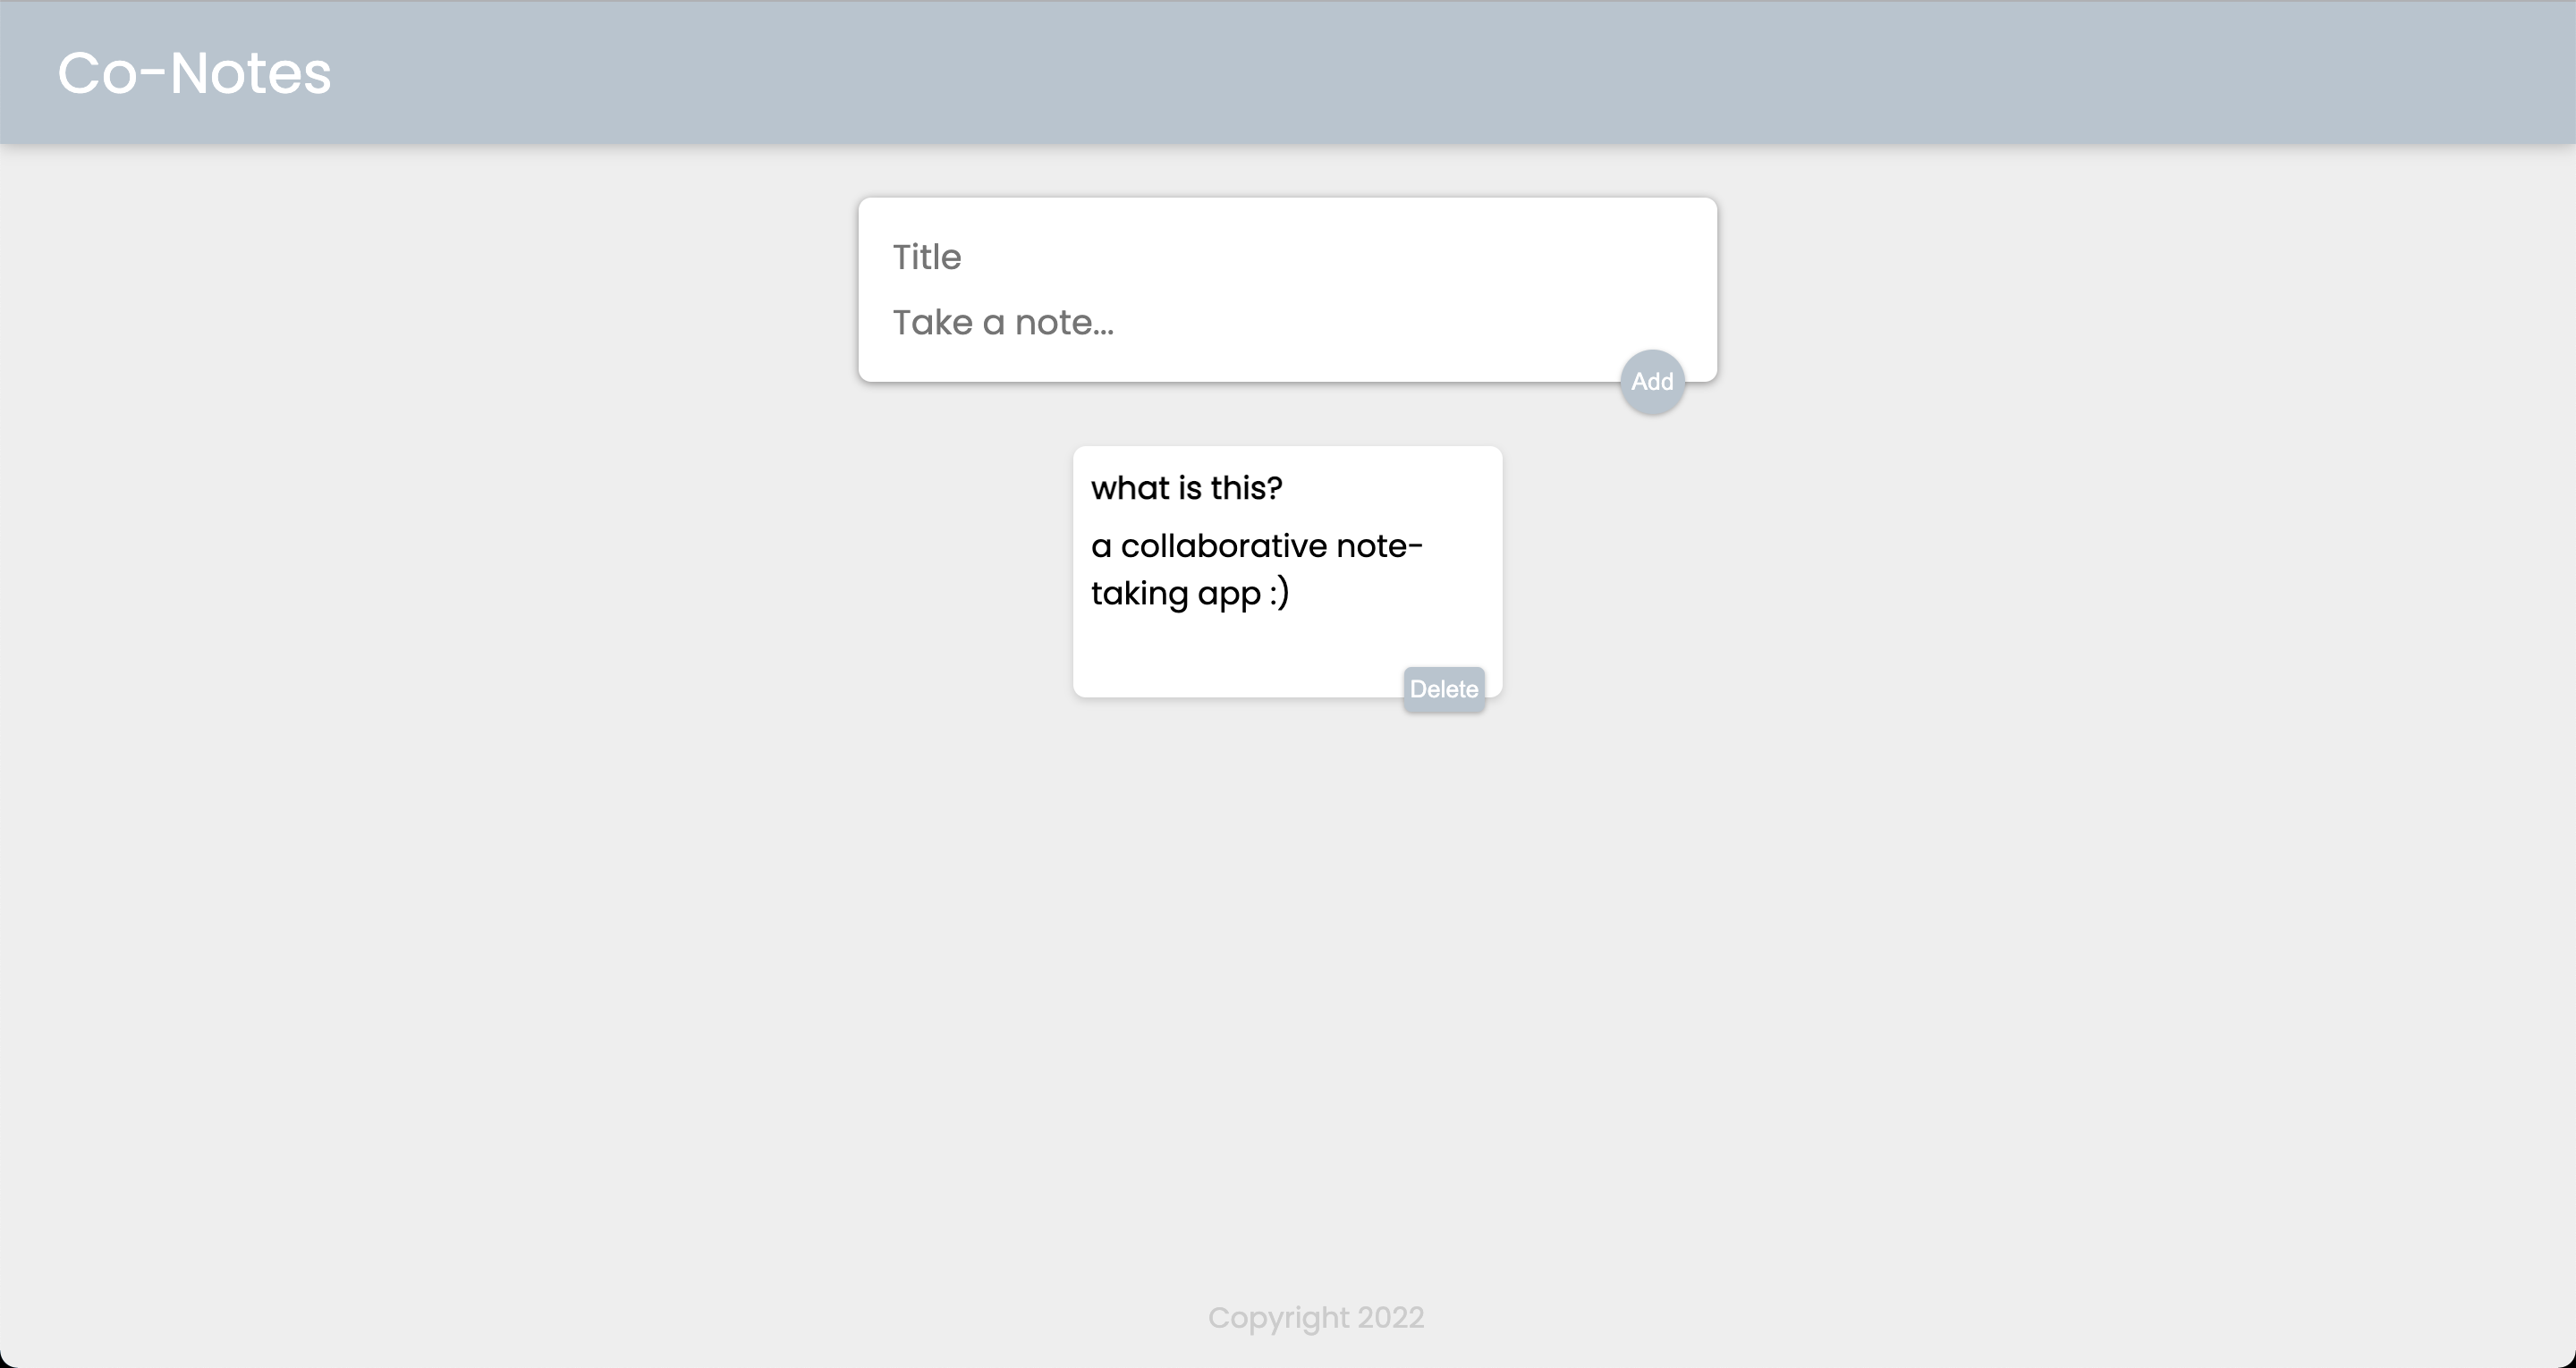 Co-Notes
Title
Take a note...
Add
what is this?
a collaborative note-
taking app :)
Delete
Copyright 2022